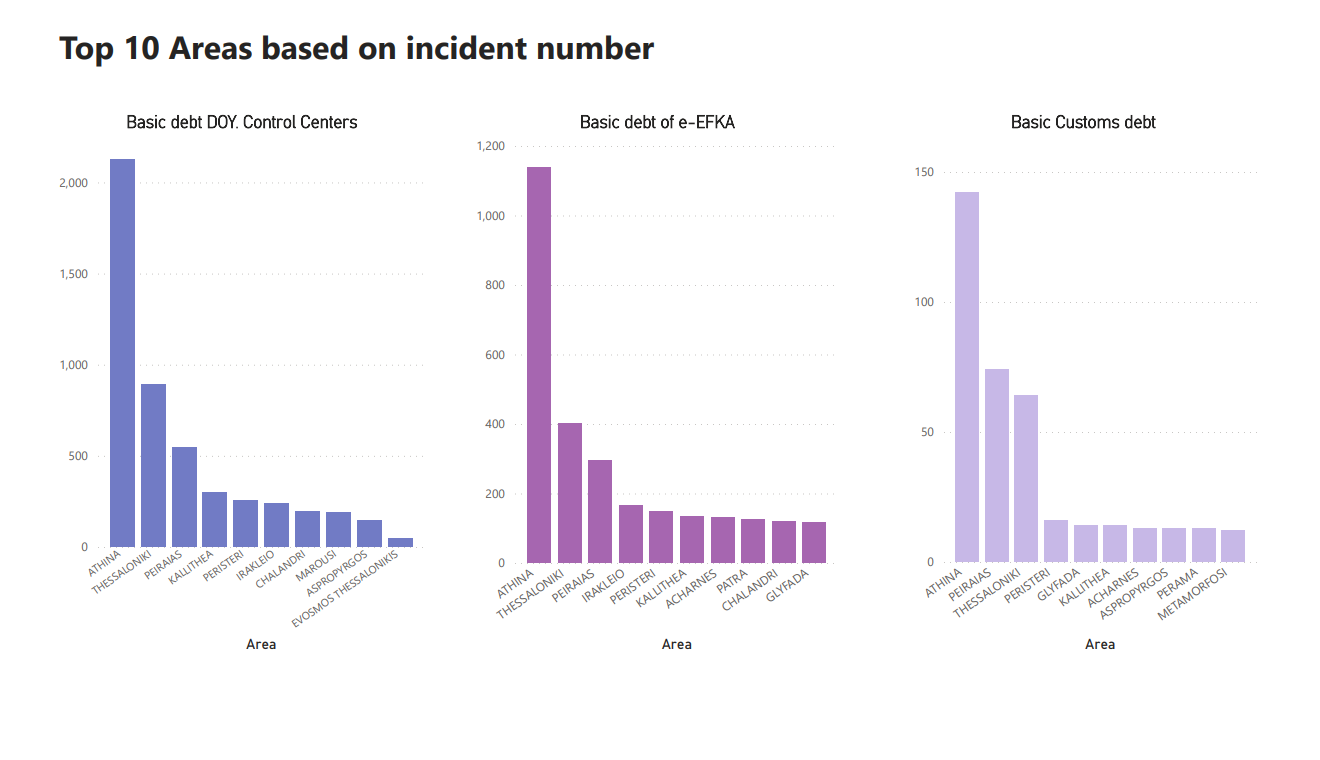 Top 10 Areas based on incident number
Basic debt DOY. Control Centers
2,000
1,500
1,000
500
0
ATHINA
THESSALONIKI
PEIRAIAS
KALLITHEA
PERISTERI
IRAKLEIO
CHALANDRI
MAROUSI
ASPROPYRGOS
EVOSMOS THESSALONIKIS
Area
Basic debt of e-EFKA
1,200
1,000
800
600
400
200
0
ATHINA
THESSALONIKI
PEIRAIAS
IRAKLEIO
PERISTERI
KALLITHEA
ACHARNES
PATRA
CHALANDRI
GLYFADA
Area
Basic Customs debt
150
100
50
0
ATHINA
PEIRAIAS
THESSALONIKI
PERISTERI
GLYFADA
KALLITHEA
ACHARNES
ASPROPYRGOS
PERAMA
METAMORFOSI
Area